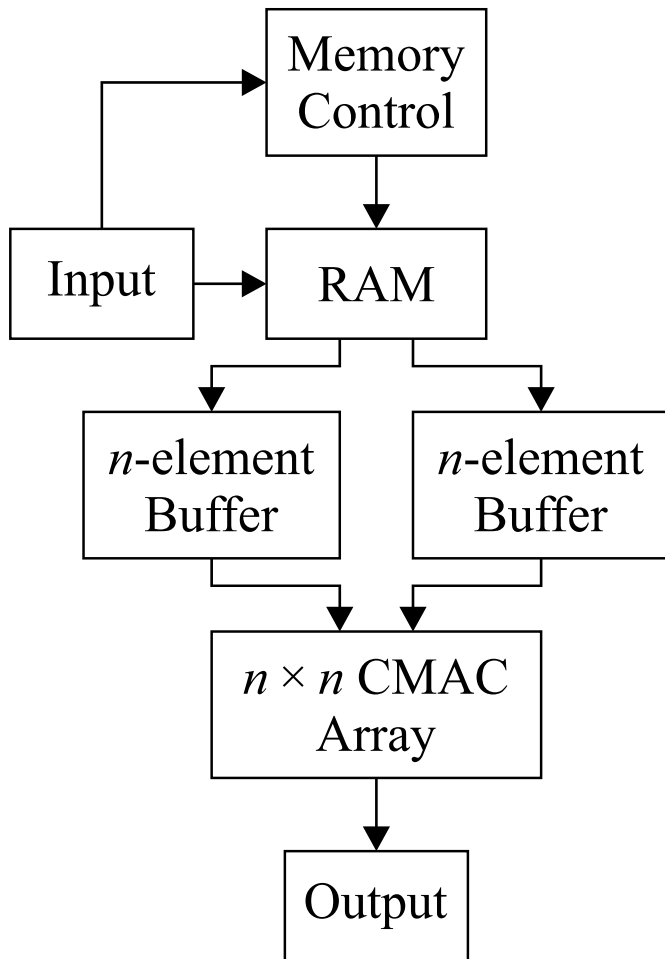 Memory
Control
Input
RAM
n-element
Buffer
n-element
Buffer
n × n CMAC
Array
Output